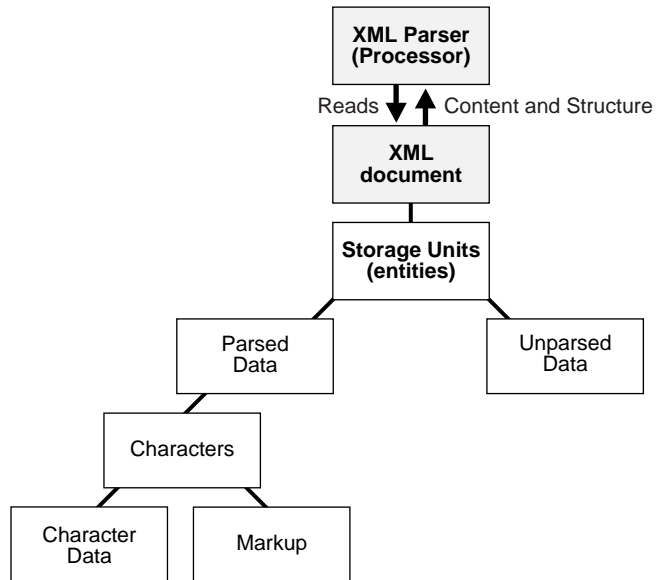 XML Parser
(Processor)
Reads
Content and Structure
XML
document
Storage Units
(entities)
Parsed
Data
Unparsed
Data
Characters
Character
Data
Markup